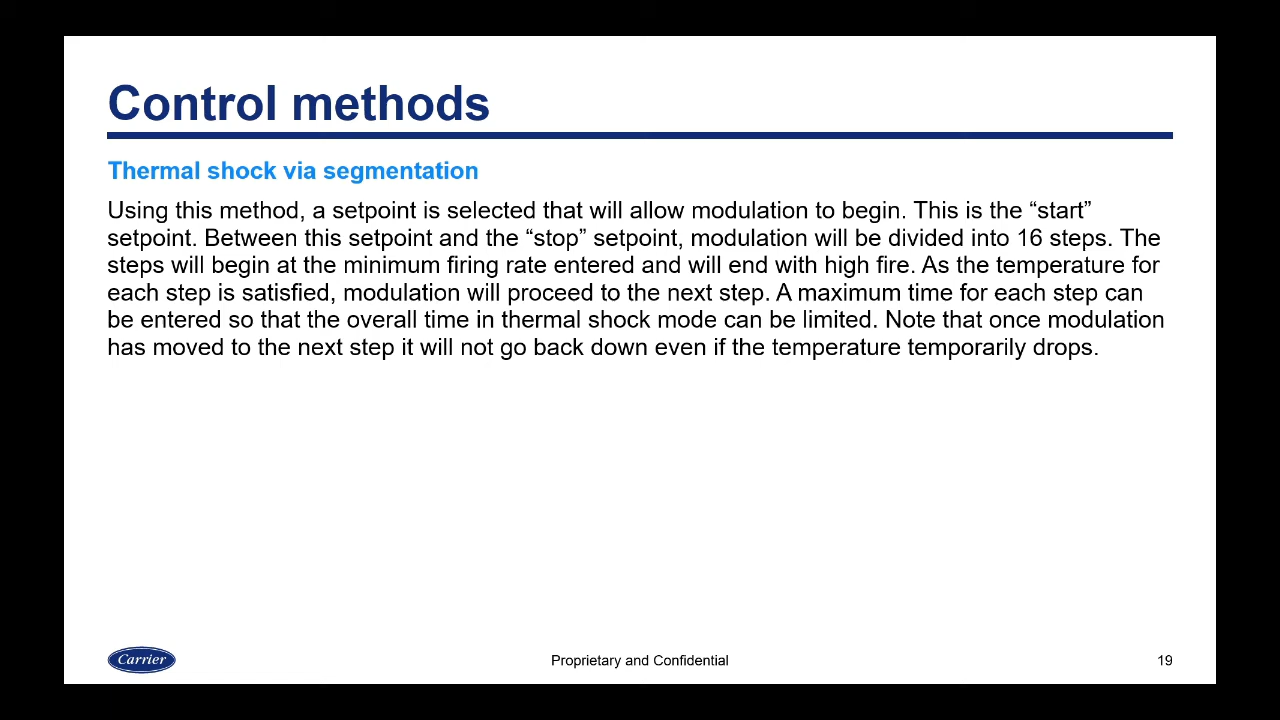 Control methods
Thermal shock via segmentation
Using this method, a setpoint is selected that will allow modulation to begin. This is the “start”
setpoint. Between this setpoint and the “stop” setpoint, modulation will be divided into 16 steps. The
steps will begin at the minimum firing rate entered and will end with high fire. As the temperature for
each step is satisfied, modulation will proceed to the next step. A maximum time for each step can
be entered so that the overall time in thermal shock mode can be limited. Note that once modulation
has moved to the next step it will not go back down even if the temperature temporarily drops.
Carrier
Proprietary and Confidential
19